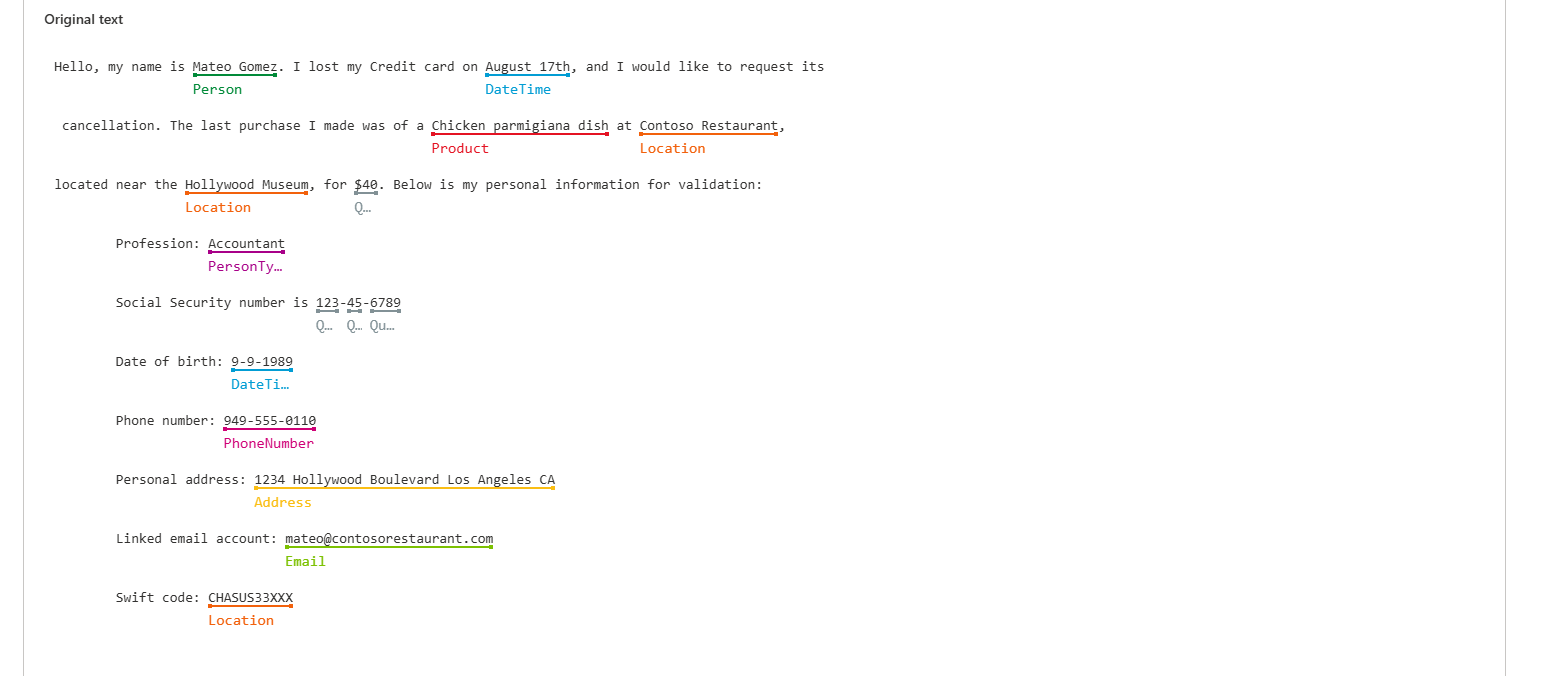 Original text
Hello, my name is Mateo Gomez. I lost my Credit card on August 17th, and I would like to request its
Person DateTime
cancellation. The last purchase I made was of a Chicken parmigiana dish at Contoso Restaurant,
Product Location
located near the Hollywood Museum, for $40. Below is my personal information for validation:
Location Q…
Profession: Accountant
PersonTy…
Social Security number is 123-45-6789
Q… Q… Qu…
Date of birth: 9-9-1989
DateTi…
Phone number: 949-555-0110
PhoneNumber
Personal address: 1234 Hollywood Boulevard Los Angeles CA
Address
Linked email account: mateo@contosorestaurant.com
Email
Swift code: CHASUS33XXX
Location